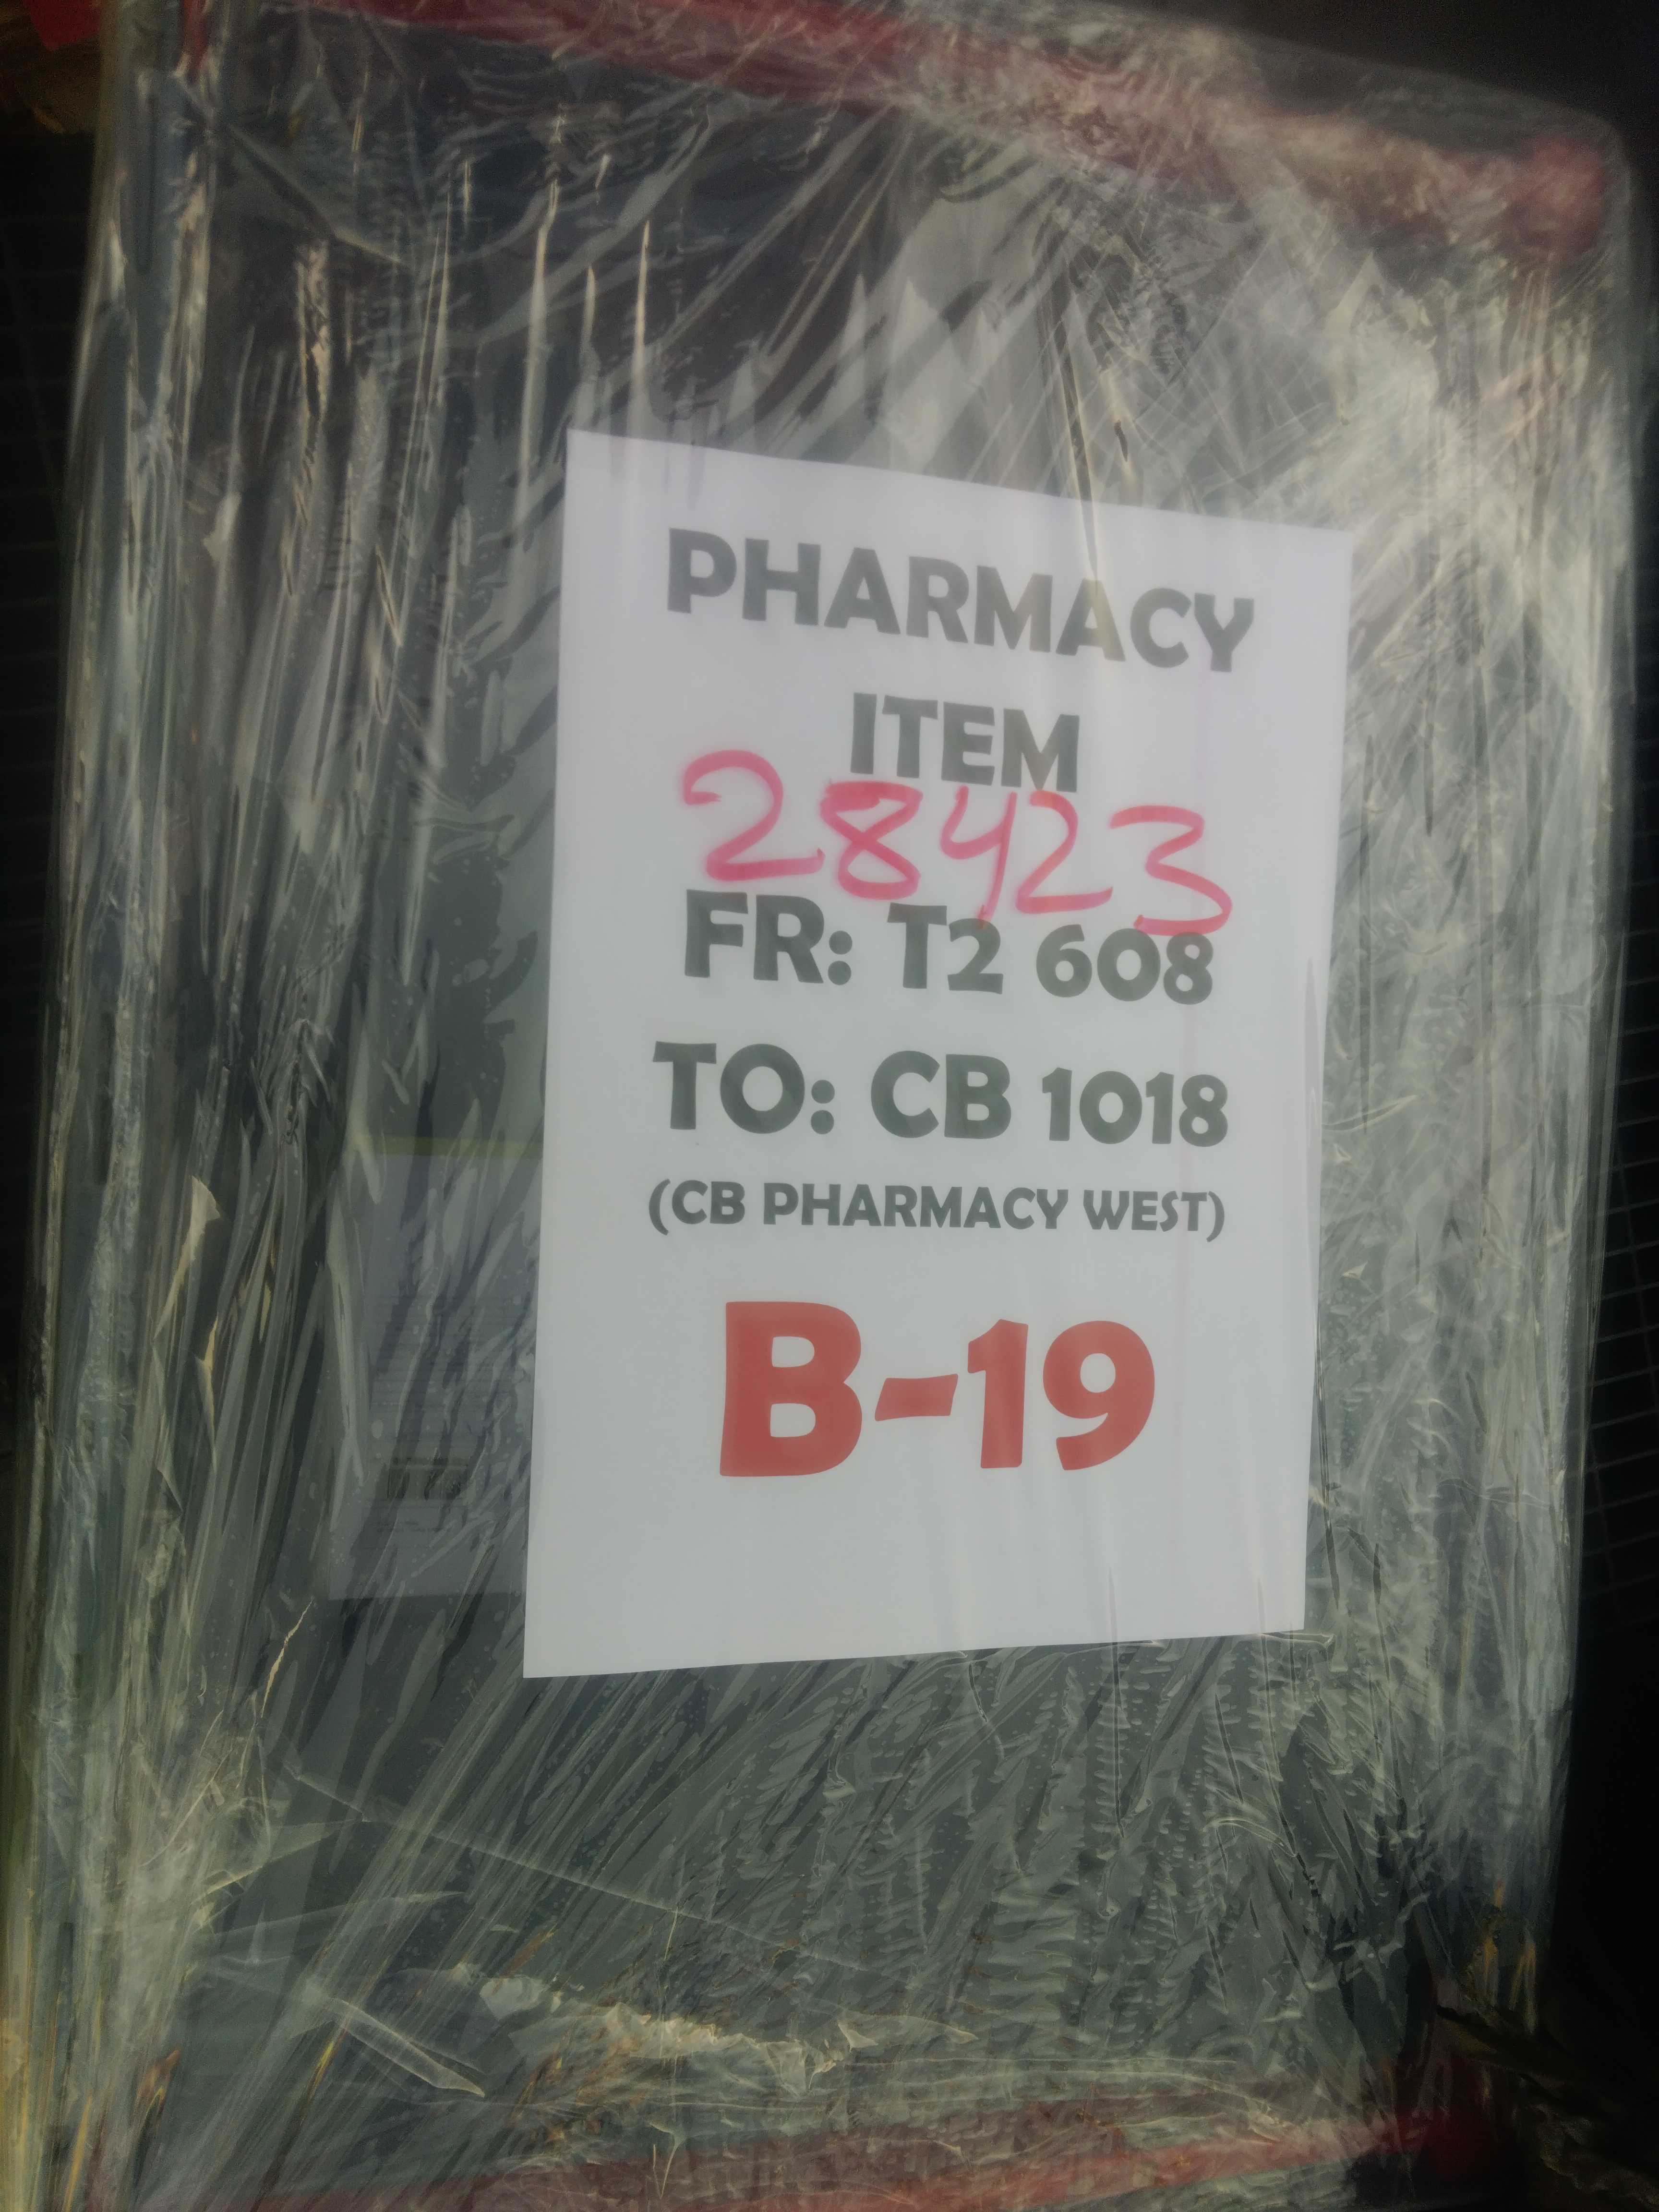 PHARMACY
ITEM
28423
FR: T2 608
TO: CB 1018
(CB PHARMACY WEST)
B-19